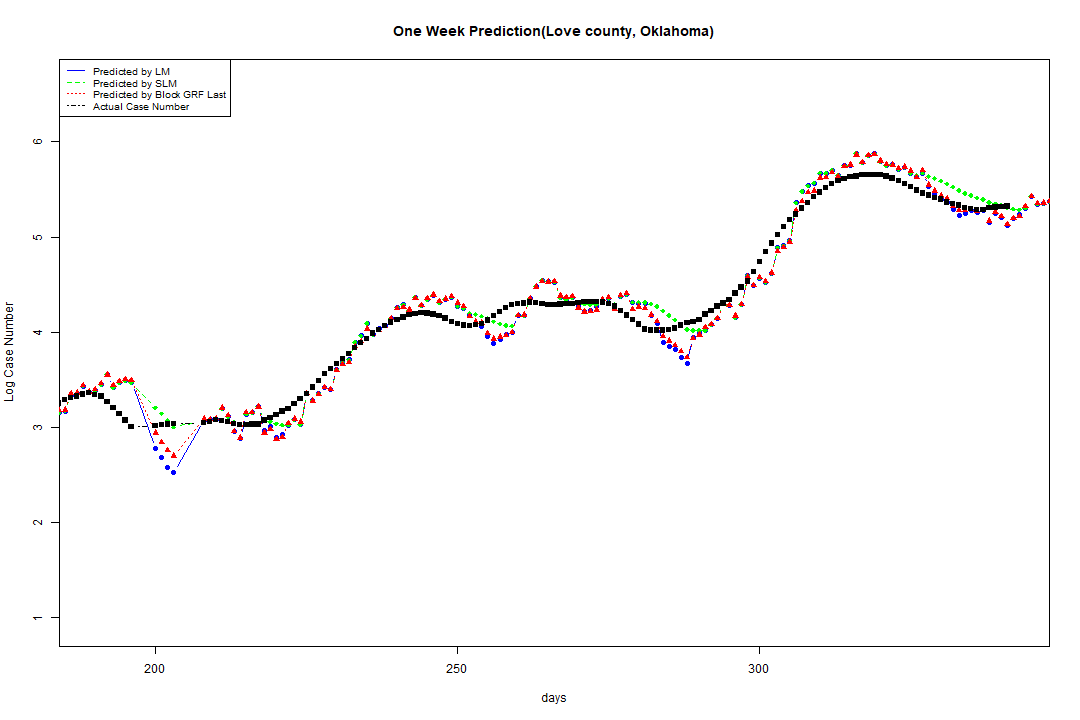 One Week Prediction(Love county, Oklahoma)
Predicted by LM
Predicted by SLM
Predicted by Block GRF Last
Actual Case Number
Log Case Number
6
5
4
3
2
1
200
250
300
days